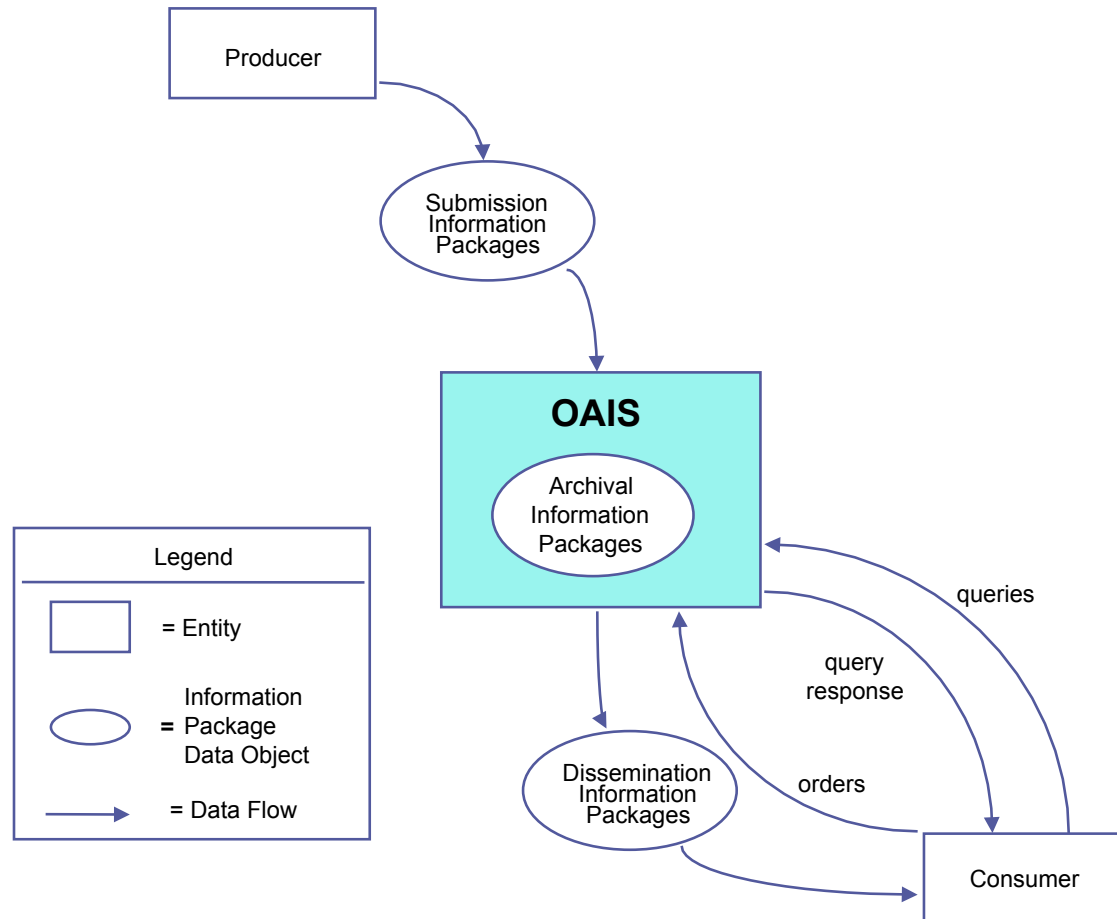 Producer
Submission
Information
Packages
OAIS
Archival
Information
Packages
queries
query
response
orders
Dissemination
Information
Packages
Consumer
Legend
= Entity
Information
= Package
Data Object
= Data Flow